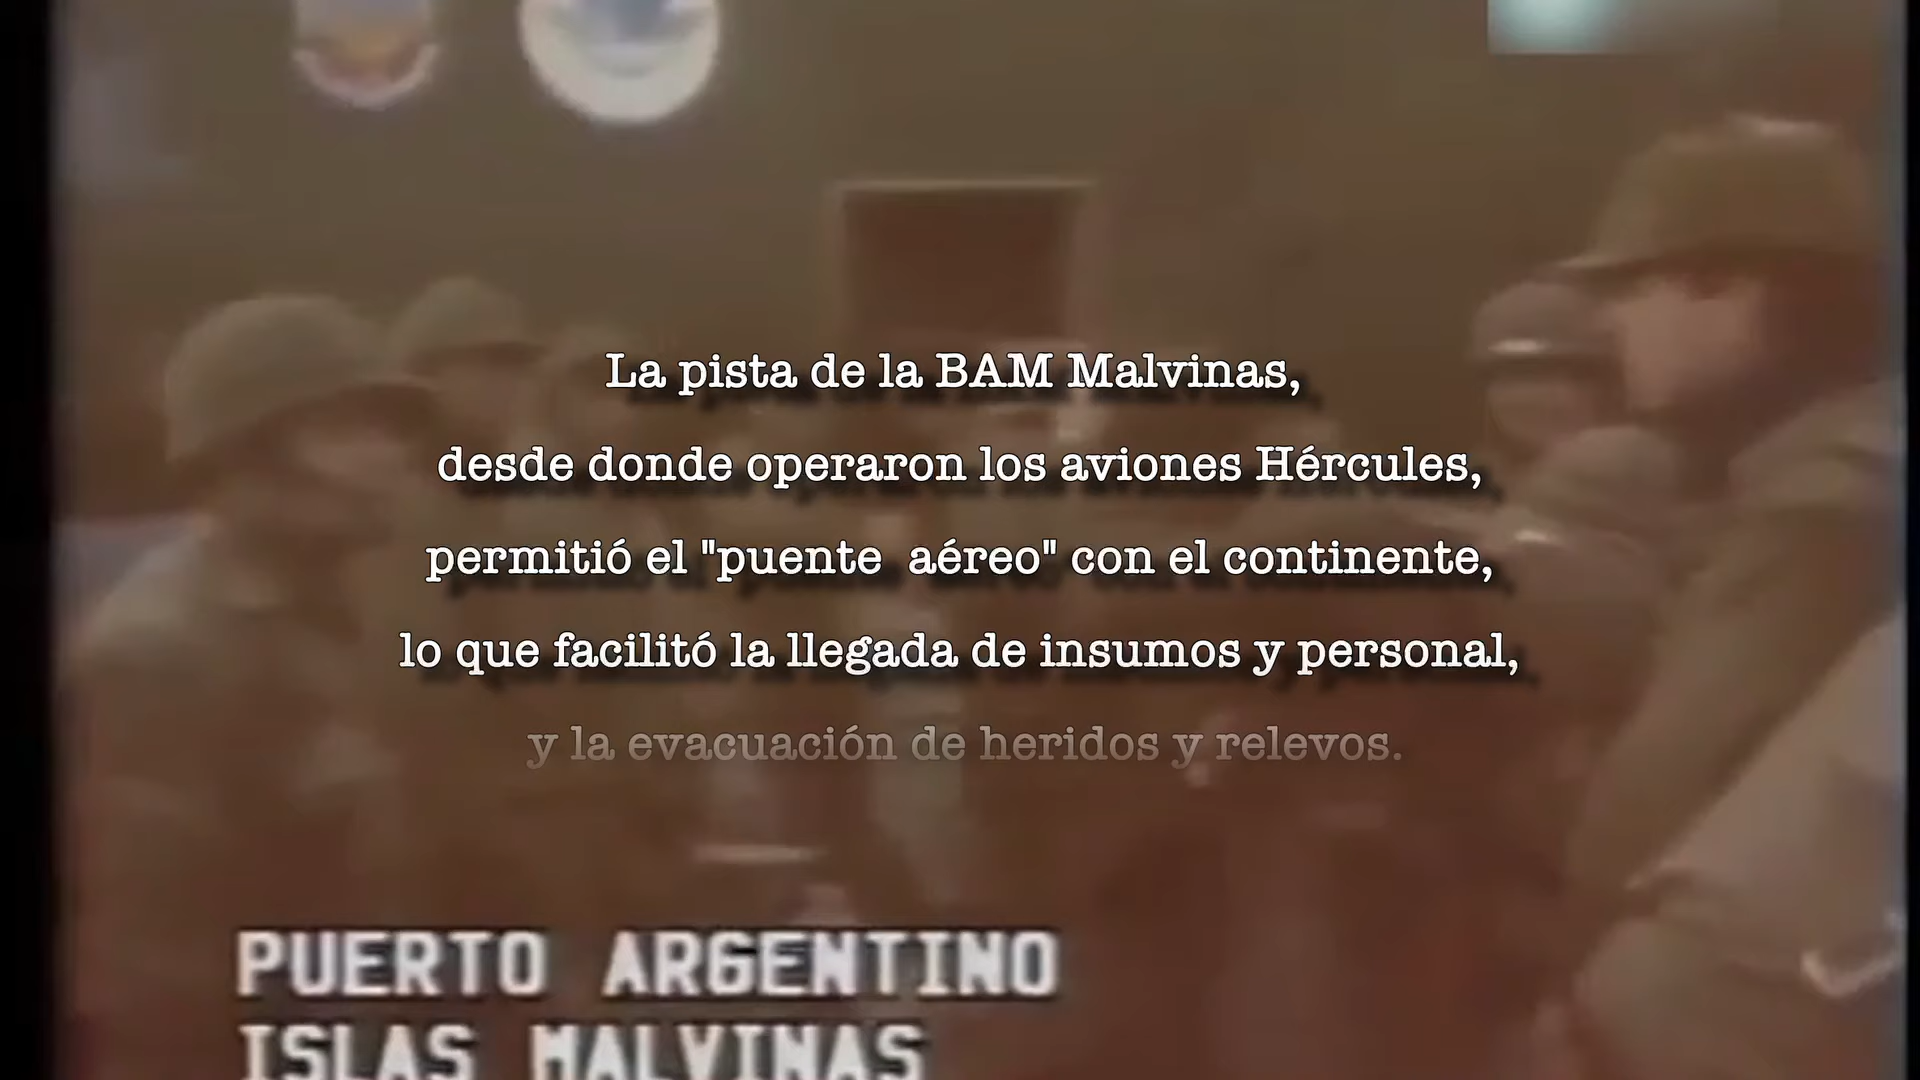 La pista de la BAM Malvinas,
desde donde operaron los aviones Hércules,
permitió el "puente  aéreo" con el continente,
lo que facilitó la llegada de insumos y personal,
y la evacuación de heridos y relevos.
PUERTO ARGENTINO
ISLAS MALVINAS